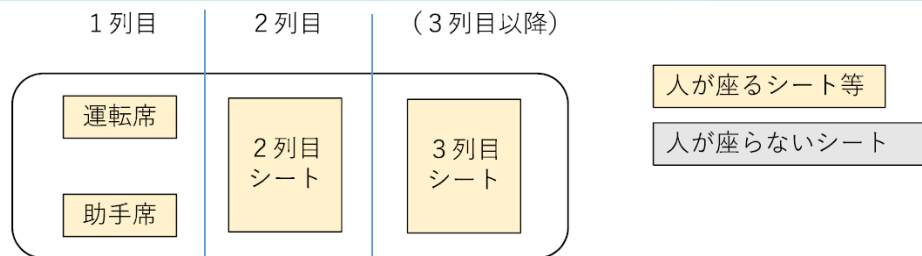 1列目
2列目
(3列目以降)
運転席
助手席
2列目
シート
3列目
シート
人が座るシート等
人が座らないシート